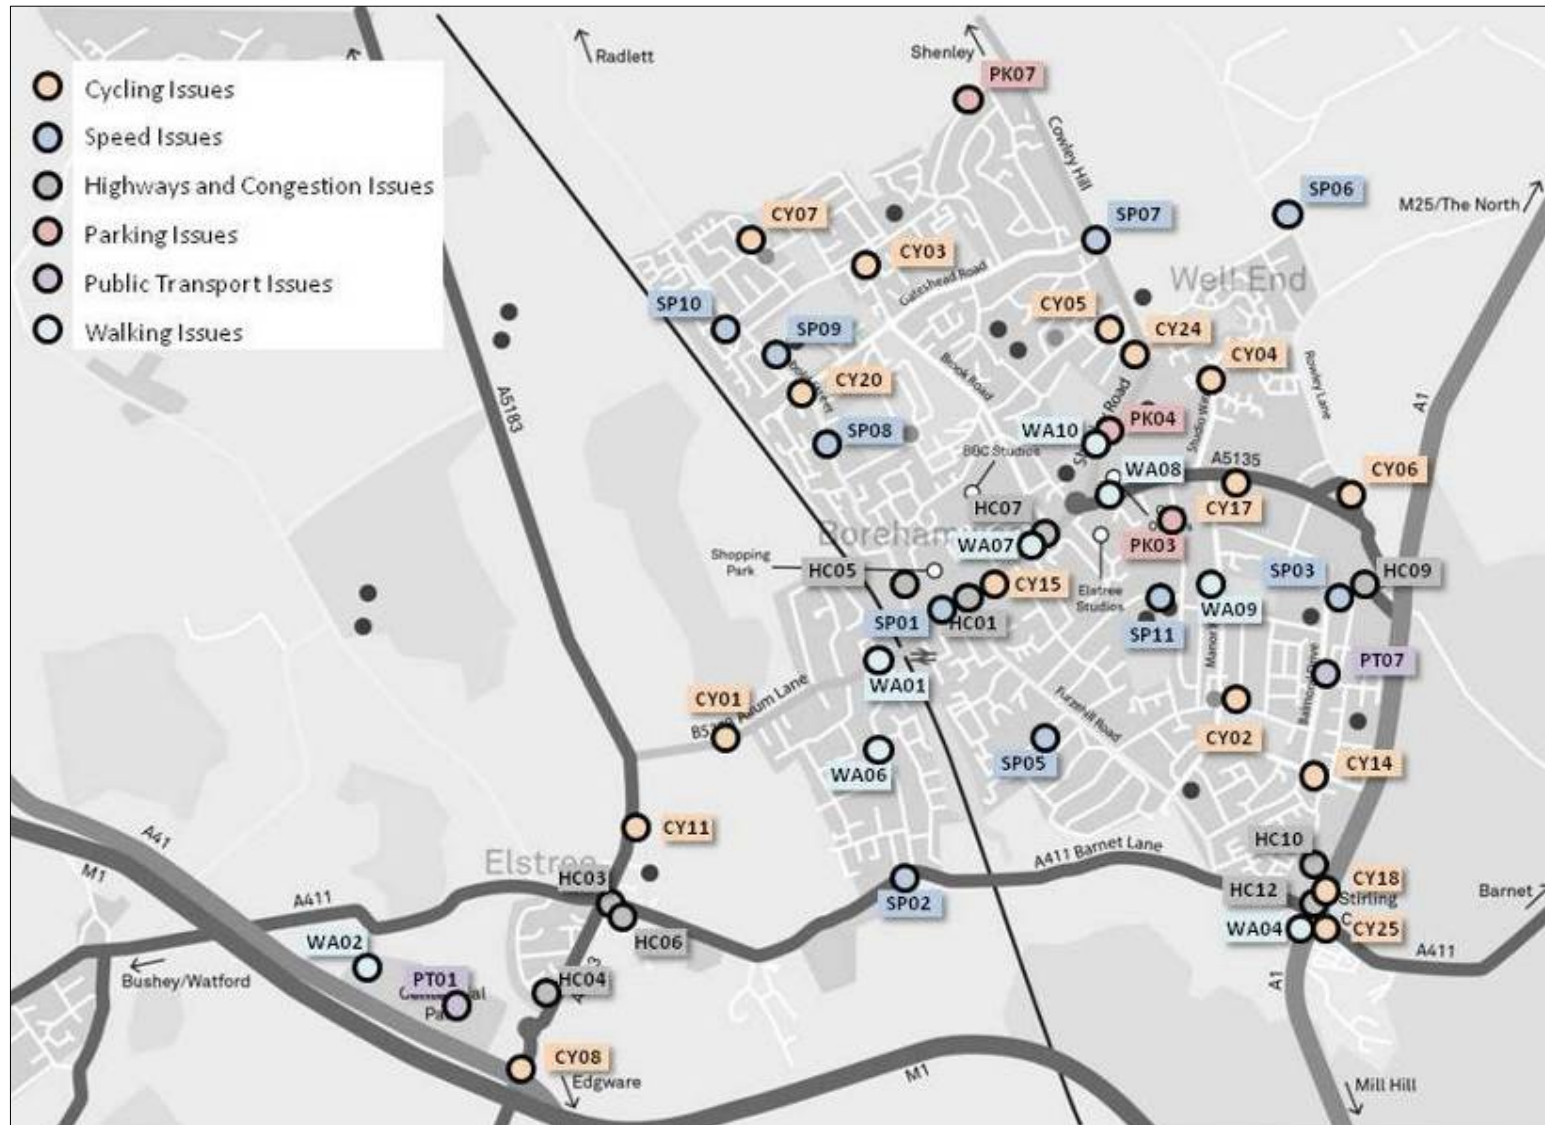 Cycling Issues
Speed Issues
Highways and Congestion Issues
Parking Issues
Public Transport Issues
Walking Issues
Radlett
Shenley
PK07
Cowley Hill
SP06
M25/The North
CY07
SP07
CY03
Gateshead Road
Well End
SP10
SP09
CY05
CY24
CY04
Brook Road
Rowley Lane
CY20
A5183
A1
Road
PK04
WA10
SP08
BBC Studios
A5135
WA08
CY06
HC07
CY17
WA07
PK03
Shopping
Park
HC05
CY15
Elstree
Studios
SP03
HC09
SP01
HC01
WA09
SP11
PT07
WA01
CY01
Lane
Furzehill Road
CY02
WA06
SP05
CY14
A41
M1
CY11
Elstree
A411 Barnet Lane
HC10
HC03
A411
SP02
HC12
CY18
Stirling
Barnet
HC06
WA04
CY25
A411
WA02
Bushey/Watford
PT01
HC04
A1
CY08
Edgware
M1
Mill Hill